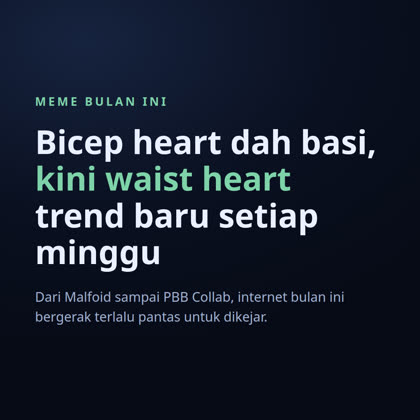 MEME BULAN INI
Bicep heart dah basi,
kini waist heart
trend baru setiap
minggu
Dari Malfoid sampai PBB Collab, internet bulan ini
bergerak terlalu pantas untuk dikejar.